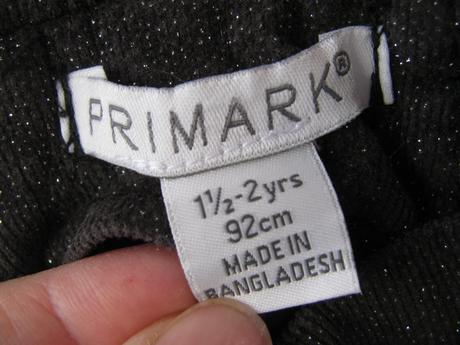 PRIMARK®
1½-2yrs
92cm
MADE IN
BANGLADESH